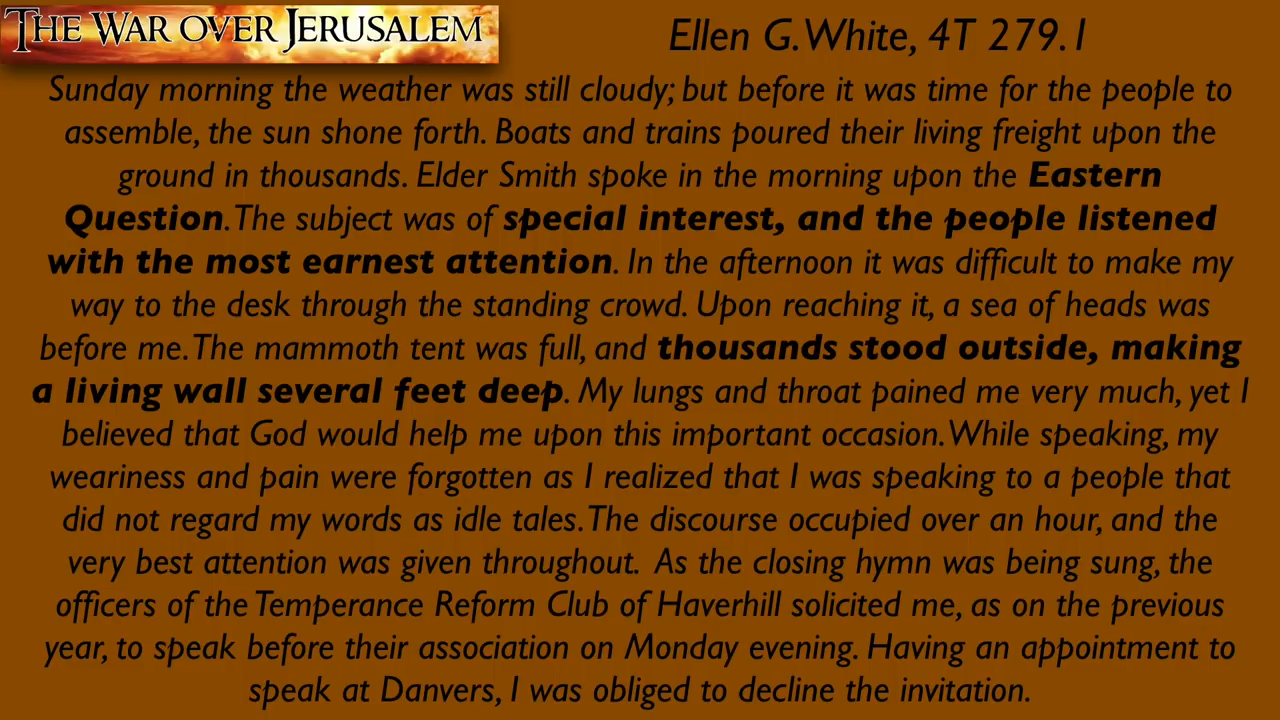 THE WAR OVER JERUSALEM
Ellen G. White, 4T 279.1
Sunday morning the weather was still cloudy; but before it was time for the people to
assemble, the sun shone forth. Boats and trains poured their living freight upon the
ground in thousands. Elder Smith spoke in the morning upon the Eastern
Question. The subject was of special interest, and the people listened
with the most earnest attention. In the afternoon it was difficult to make my
way to the desk through the standing crowd. Upon reaching it, a sea of heads was
before me. The mammoth tent was full, and thousands stood outside, making
a living wall several feet deep. My lungs and throat pained me very much, yet I
believed that God would help me upon this important occasion. While speaking, my
weariness and pain were forgotten as I realized that I was speaking to a people that
did not regard my words as idle tales. The discourse occupied over an hour, and the
very best attention was given throughout. As the closing hymn was being sung, the
officers of the Temperance Reform Club of Haverhill solicited me, as on the previous
year, to speak before their association on Monday evening. Having an appointment to
speak at Danvers, I was obliged to decline the invitation.